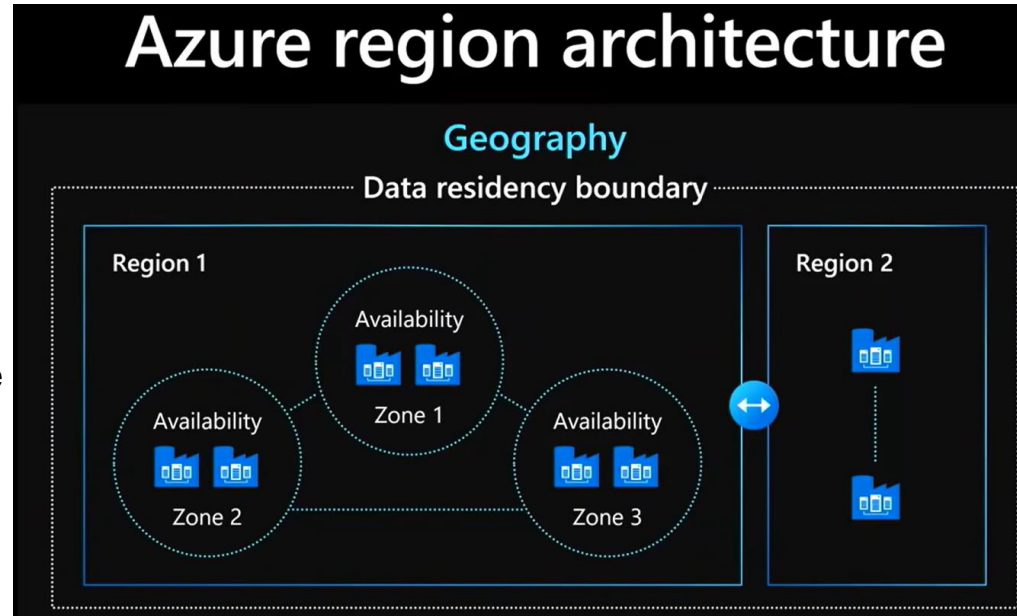 Azure region architecture
Geography
Data residency boundary
Region 1
Region 2
Availability
Zone 1
Availability
Zone 2
Availability
Zone 3